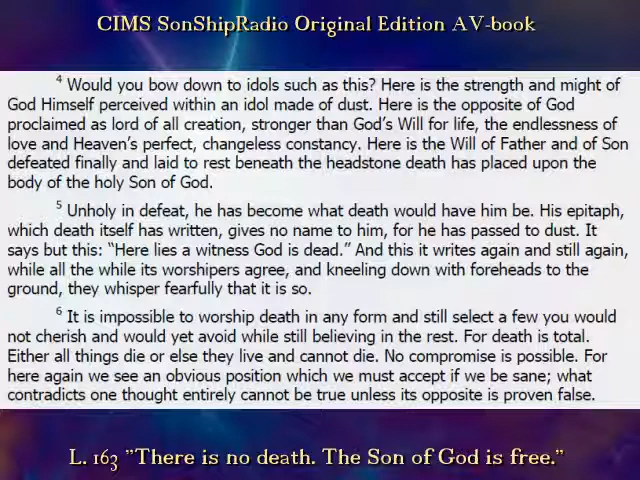 CIMS SonShipRadio Original Edition AV-book
4 Would you bow down to idols such as this? Here is the strength and might of
God Himself perceived within an idol made of dust. Here is the opposite of God
proclaimed as lord of all creation, stronger than God's Will for life, the endlessness of
love and Heaven's perfect, changeless constancy. Here is the Will of Father and of Son
defeated finally and laid to rest beneath the headstone death has placed upon the
body of the holy Son of God.
5 Unholy in defeat, he has become what death would have him be. His epitaph,
which death itself has written, gives no name to him, for he has passed to dust. It
says but this: “Here lies a witness God is dead.” And this it writes again and still again,
while all the while its worshipers agree, and kneeling down with foreheads to the
ground, they whisper fearfully that it is so.
6 It is impossible to worship death in any form and still select a few you would
not cherish and would yet avoid while still believing in the rest. For death is total.
Either all things die or else they live and cannot die. No compromise is possible. For
here again we see an obvious position which we must accept if we be sane; what
contradicts one thought entirely cannot be true unless its opposite is proven false.
L. 163 "There is no death. The Son of God is free."